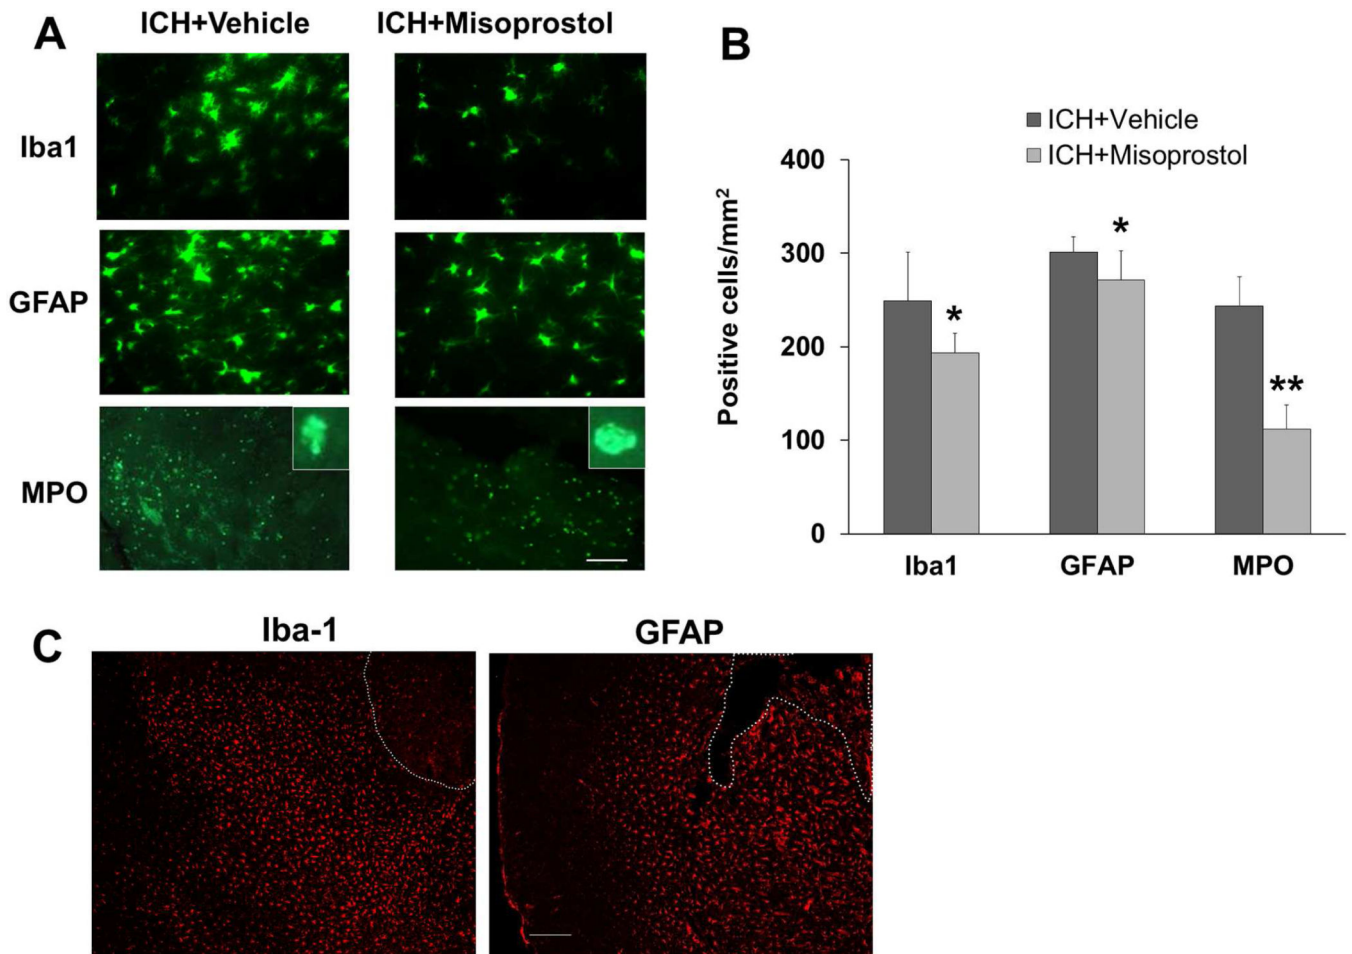 A
ICH+Vehicle
ICH+Misoprostol
Iba1
GFAP
MPO
B
ICH+Vehicle
ICH+Misoprostol
Positive cells/mm²
400
300
200
100
0
*
*
**
Iba1
GFAP
MPO
C
Iba-1
GFAP